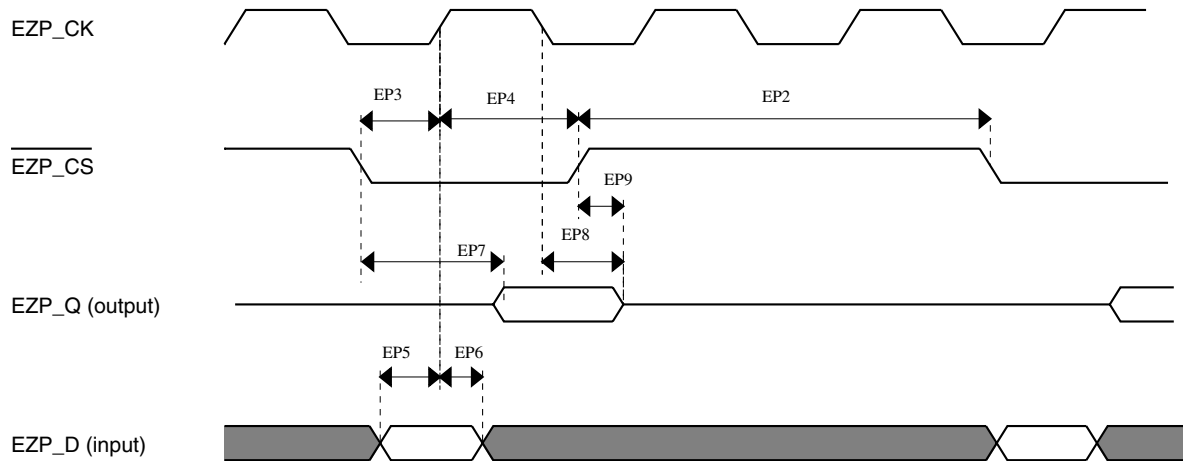 EZP_CK
EP3
EP4
EP2
EZP_CS
EP9
EP8
EP7
EZP_Q (output)
EP5
EP6
EZP_D (input)